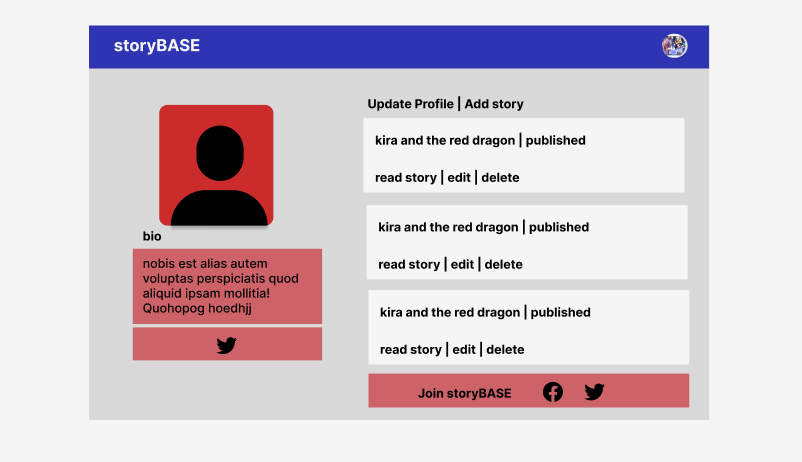 storyBASE
bio
nobis est alias autem
voluptas perspiciatis quod
aliquid ipsam mollitia!
Quohopog hoedhjj
Update Profile | Add story
kira and the red dragon | published
read story | edit | delete
kira and the red dragon | published
read story | edit | delete
kira and the red dragon | published
read story | edit | delete
Join storyBASE